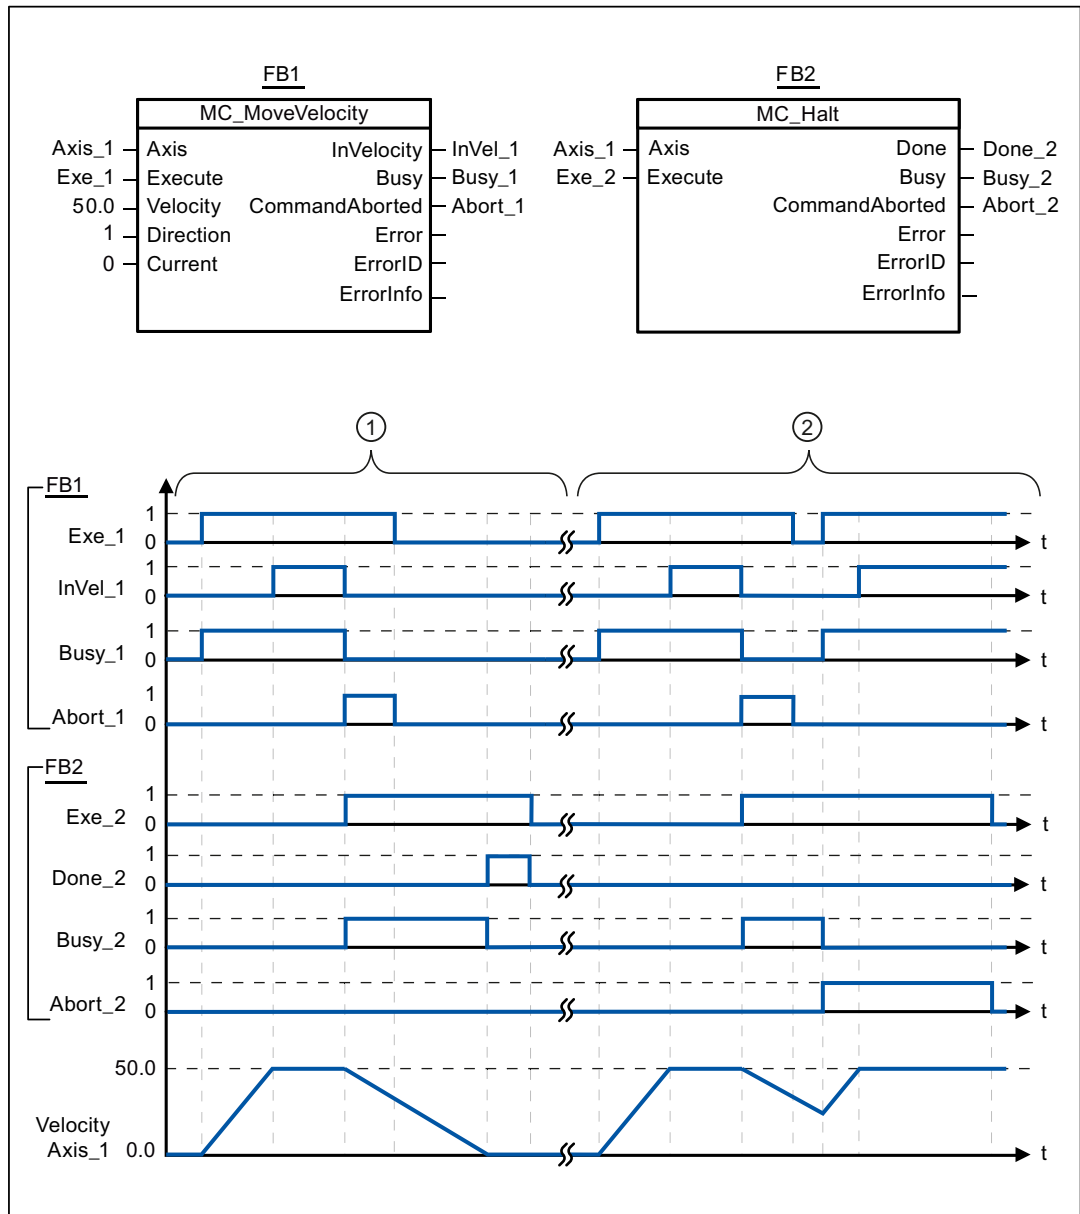 FB1
FB2
MC_MoveVelocity
MC_Halt
Axis_1 Axis InVelocity InVel_1
Exe_1 Execute Busy Busy_1
50.0 Velocity CommandAborted Abort_1
1 Direction Error
0 Current ErrorID
ErrorInfo
Axis_1 Axis Done Done_2
Exe_2 Execute Busy Busy_2
CommandAborted Abort_2
Error
ErrorID
ErrorInfo
1
2
FB1
1
Exe_1 0 t
1
InVel_1 0 t
1
Busy_1 0 t
1
Abort_1 0 t
FB2
1
Exe_2 0 t
1
Done_2 0 t
1
Busy_2 0 t
1
Abort_2 0 t
50.0
Velocity
Axis_1 0.0 t